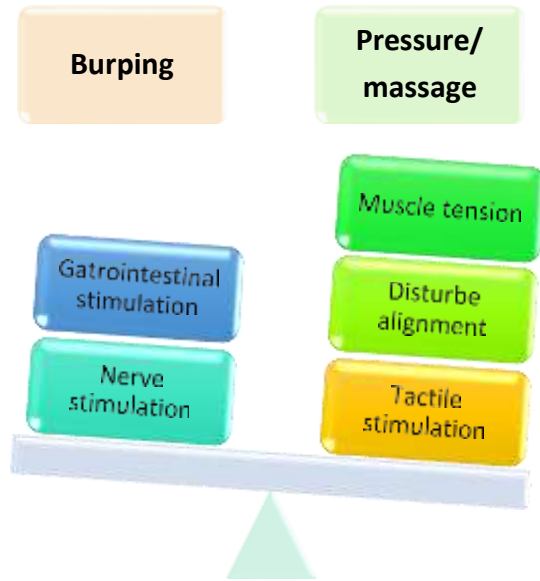 Burping
Pressure/
massage
Muscle tension
Gatrointestinal
stimulation
Disturbe
alignment
Nerve
stimulation
Tactile
stimulation